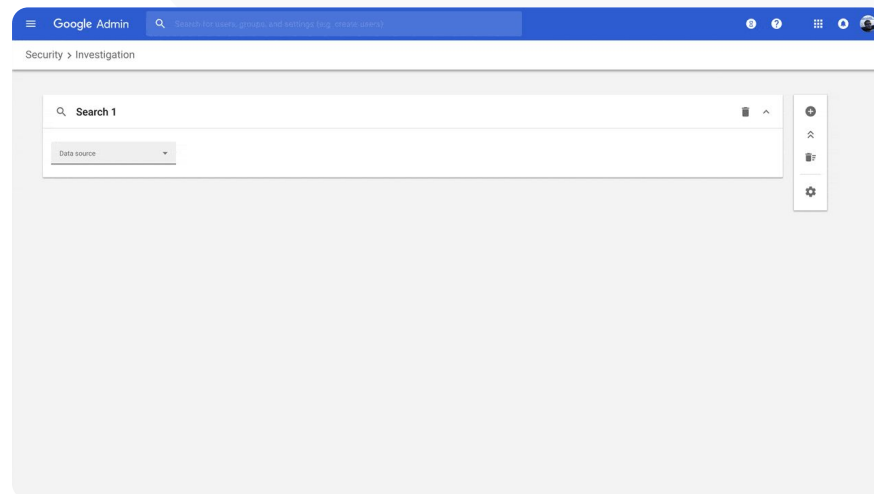 Google Admin
Search for users, groups, and settings (e.g. create users)
Security > Investigation
Search 1
Data source